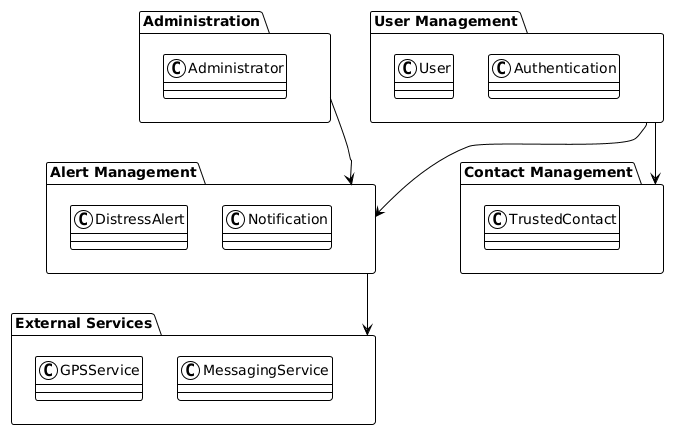 Administration
User Management
C Administrator
C User
C Authentication
Alert Management
Contact Management
C DistressAlert
C Notification
C TrustedContact
External Services
C GPSService
C MessagingService